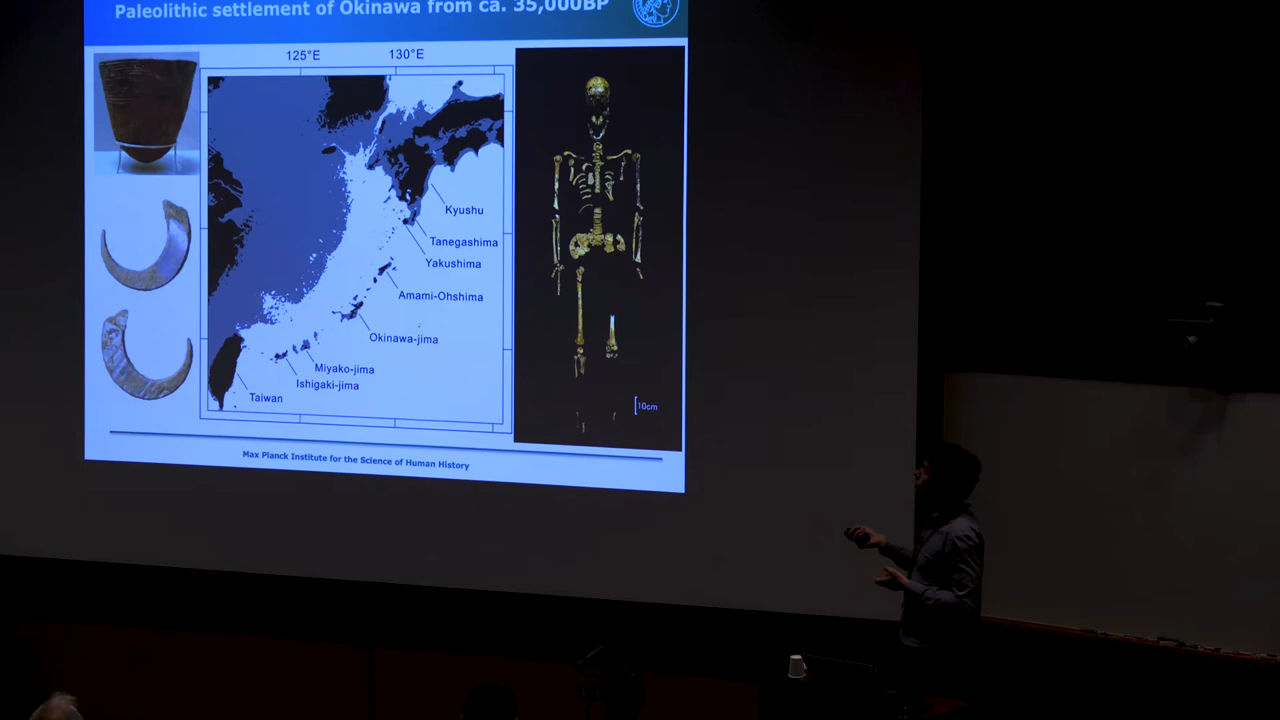 Paleolithic settlement of Okinawa from ca. 35,000BP
125°E
130°E
Kyushu
Tanegashima
Yakushima
Amami-Ohshima
Okinawa-jima
Miyako-jima
Ishigaki-jima
Taiwan
10cm
Max Planck Institute for the Science of Human History